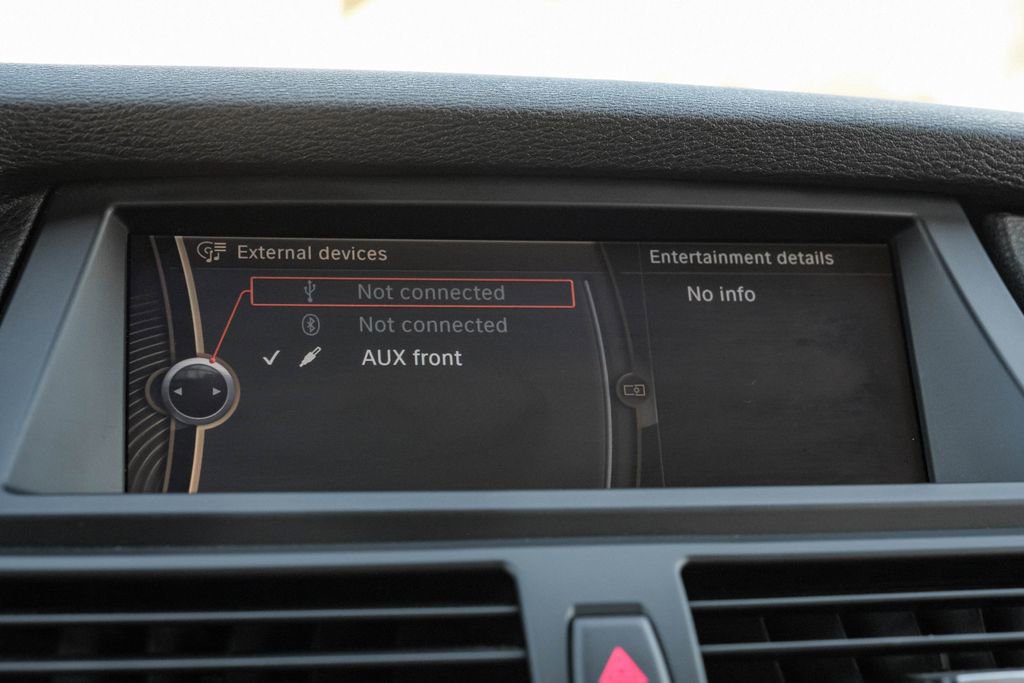 External devices
Not connected
Not connected
AUX front
Entertainment details
No info